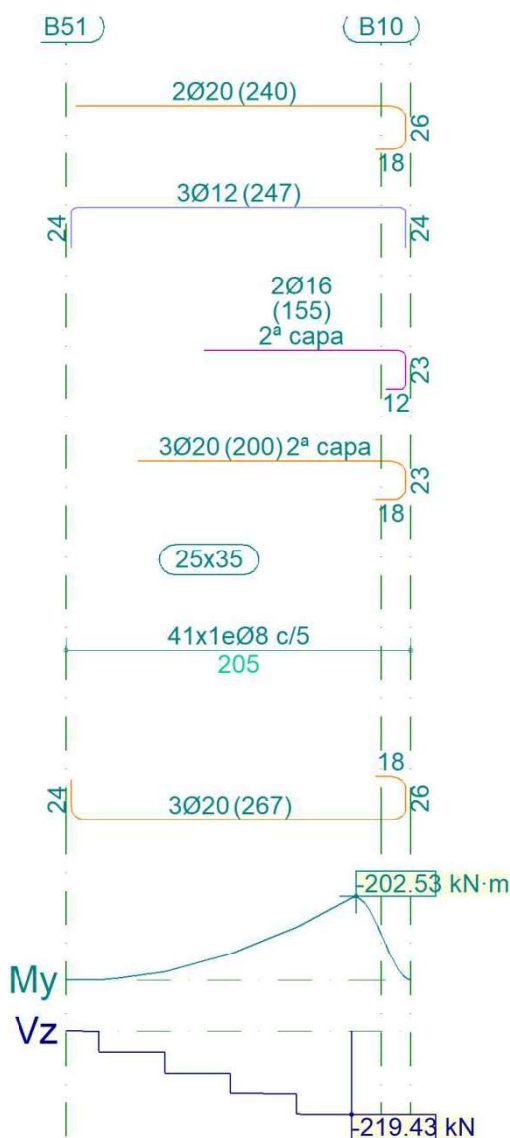 B51 B10
2Ø20 (240)
26
18
3Ø12 (247)
24 24
2Ø16
(155)
2ª capa
23
12
3Ø20 (200) 2ª capa
23
18
25x35
41x1eØ8 c/5
205
18
24 3Ø20 (267) 26
-202.53 kN·m
My
Vz
-219.43 kN